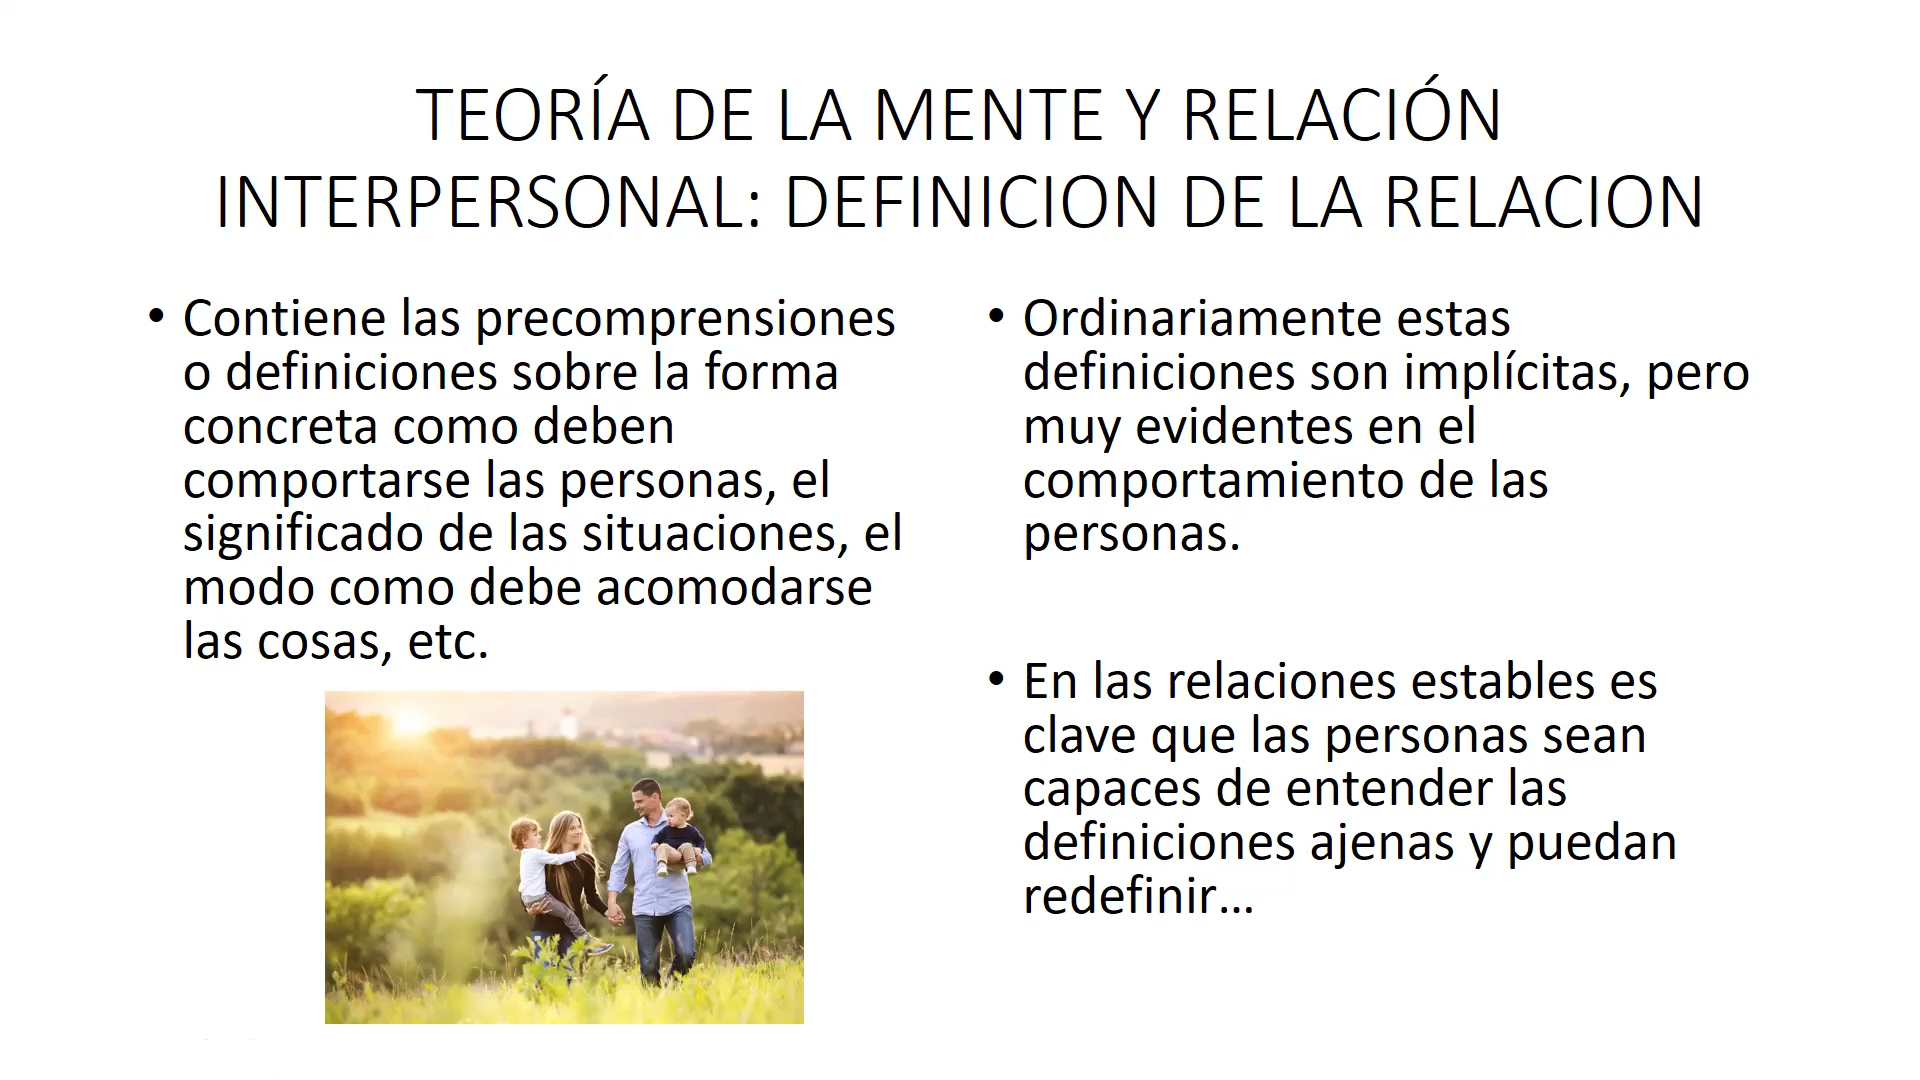 TEORÍA DE LA MENTE Y RELACIÓN
INTERPERSONAL: DEFINICION DE LA RELACION
• Contiene las precomprensiones
o definiciones sobre la forma
concreta como deben
comportarse las personas, el
significado de las situaciones, el
modo como debe acomodarse
las cosas, etc.
• Ordinariamente estas
definiciones son implícitas, pero
muy evidentes en el
comportamiento de las
personas.
• En las relaciones estables es
clave que las personas sean
capaces de entender las
definiciones ajenas y puedan
redefinir...